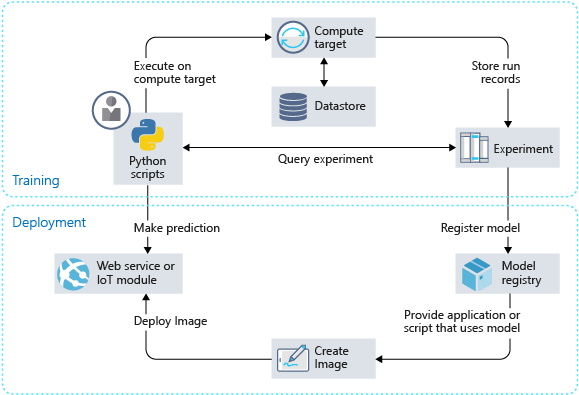 Compute
target
Execute on
compute target
Store run
records
Datastore
Python
scripts
Query experiment
Experiment
Training
Deployment
Make prediction
Register model
Web service or
IoT module
Model
registry
Deploy Image
Provide application or
script that uses model
Create
Image